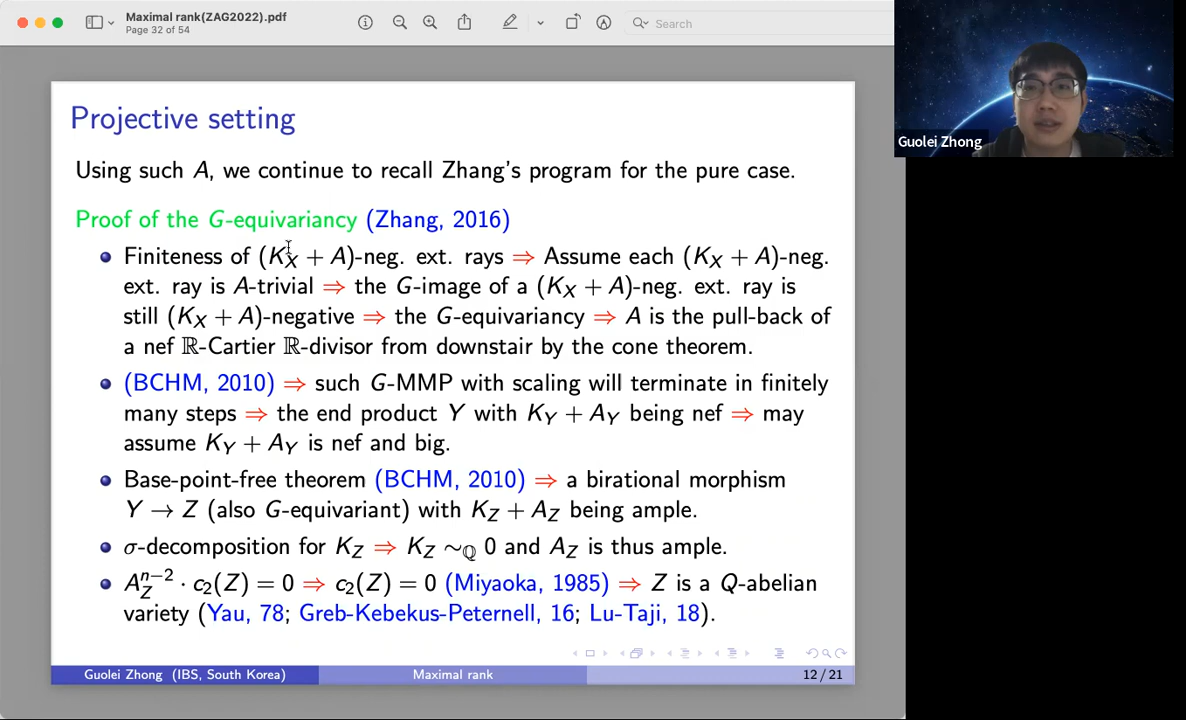 Maximal rank(ZAG2022).pdf
Page 32 of 54
Search
Guolei Zhong
Projective setting
Using such A, we continue to recall Zhang's program for the pure case.
Proof of the G-equivariancy (Zhang, 2016)
Finiteness of (K_X + A)-neg. ext. rays ⇒ Assume each (K_X + A)-neg.
ext. ray is A-trivial ⇒ the G-image of a (K_X + A)-neg. ext. ray is
still (K_X + A)-negative ⇒ the G-equivariancy ⇒ A is the pull-back of
a nef ℝ-Cartier ℝ-divisor from downstair by the cone theorem.
(BCHM, 2010) ⇒ such G-MMP with scaling will terminate in finitely
many steps ⇒ the end product Y with K_Y + A_Y being nef ⇒ may
assume K_Y + A_Y is nef and big.
Base-point-free theorem (BCHM, 2010) ⇒ a birational morphism
Y → Z (also G-equivariant) with K_Z + A_Z being ample.
σ-decomposition for K_Z ⇒ K_Z ∼_ℚ 0 and A_Z is thus ample.
A_Z^{n−2} · c_2(Z) = 0 ⇒ c_2(Z) = 0 (Miyaoka, 1985) ⇒ Z is a Q-abelian
variety (Yau, 78; Greb-Kebekus-Peternell, 16; Lu-Taji, 18).
Guolei Zhong (IBS, South Korea)
Maximal rank
12 / 21